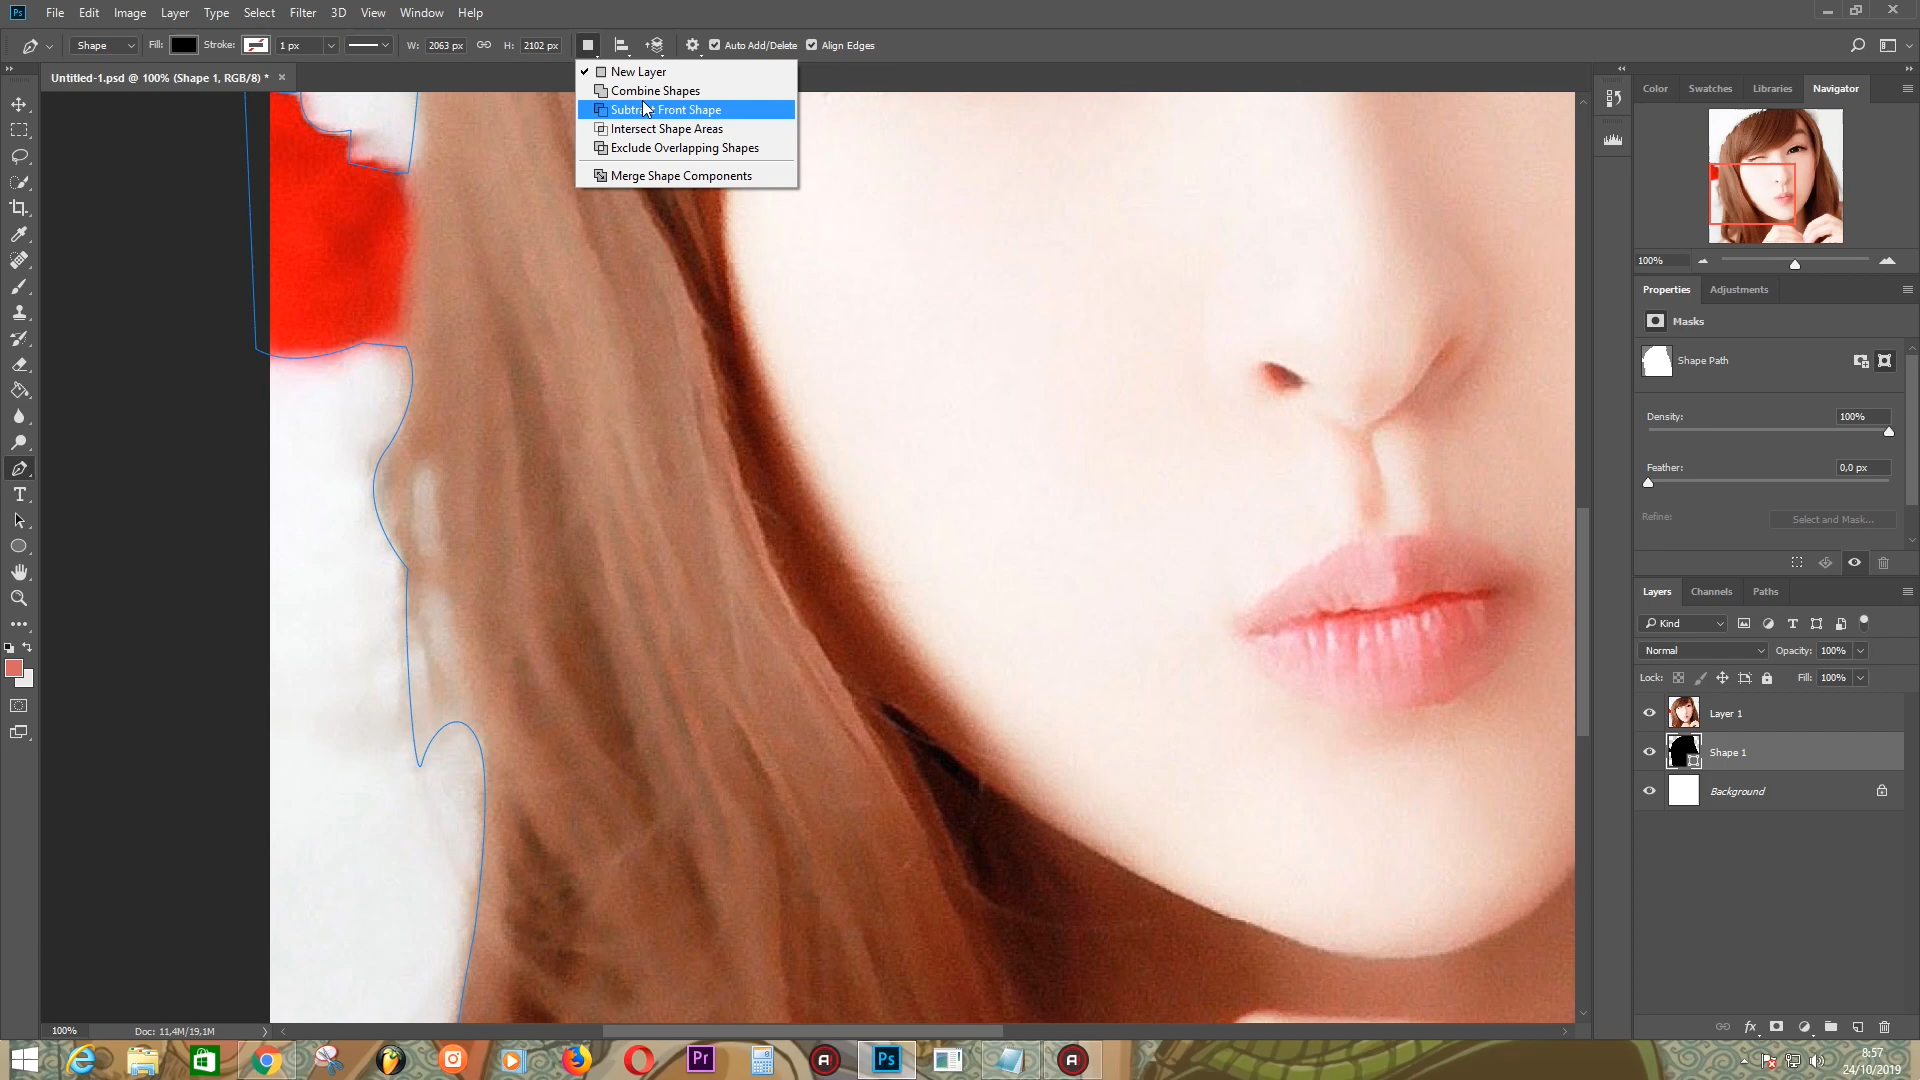 Ps File Edit Image Layer Type Select Filter 3D View Window Help
Shape Fill: Stroke: 1 px W: 2063 px H: 2102 px Auto Add/Delete Align Edges
Untitled-1.psd @ 100% (Shape 1, RGB/8) *
New Layer
Combine Shapes
Subtract Front Shape
Intersect Shape Areas
Exclude Overlapping Shapes
Merge Shape Components
Color Swatches Libraries Navigator
100%
Properties Adjustments
Masks
Shape Path
Density: 100%
Feather: 0,0 px
Refine: Select and Mask...
Layers Channels Paths
Kind
Normal Opacity: 100%
Lock: Fill: 100%
Layer 1
Shape 1
Background
fx
100% Doc: 11,4M/19,1M
Pr Ps
8:57
24/10/2019